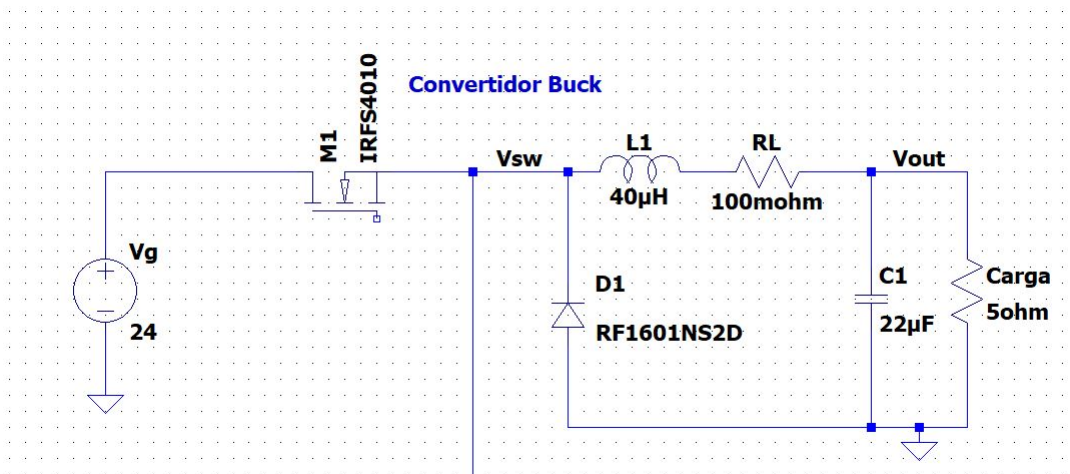 Convertidor Buck
M1
IRFS4010
Vsw
L1
40µH
RL
100mohm
Vout
Vg
24
D1
RF1601NS2D
C1
22µF
Carga
5ohm